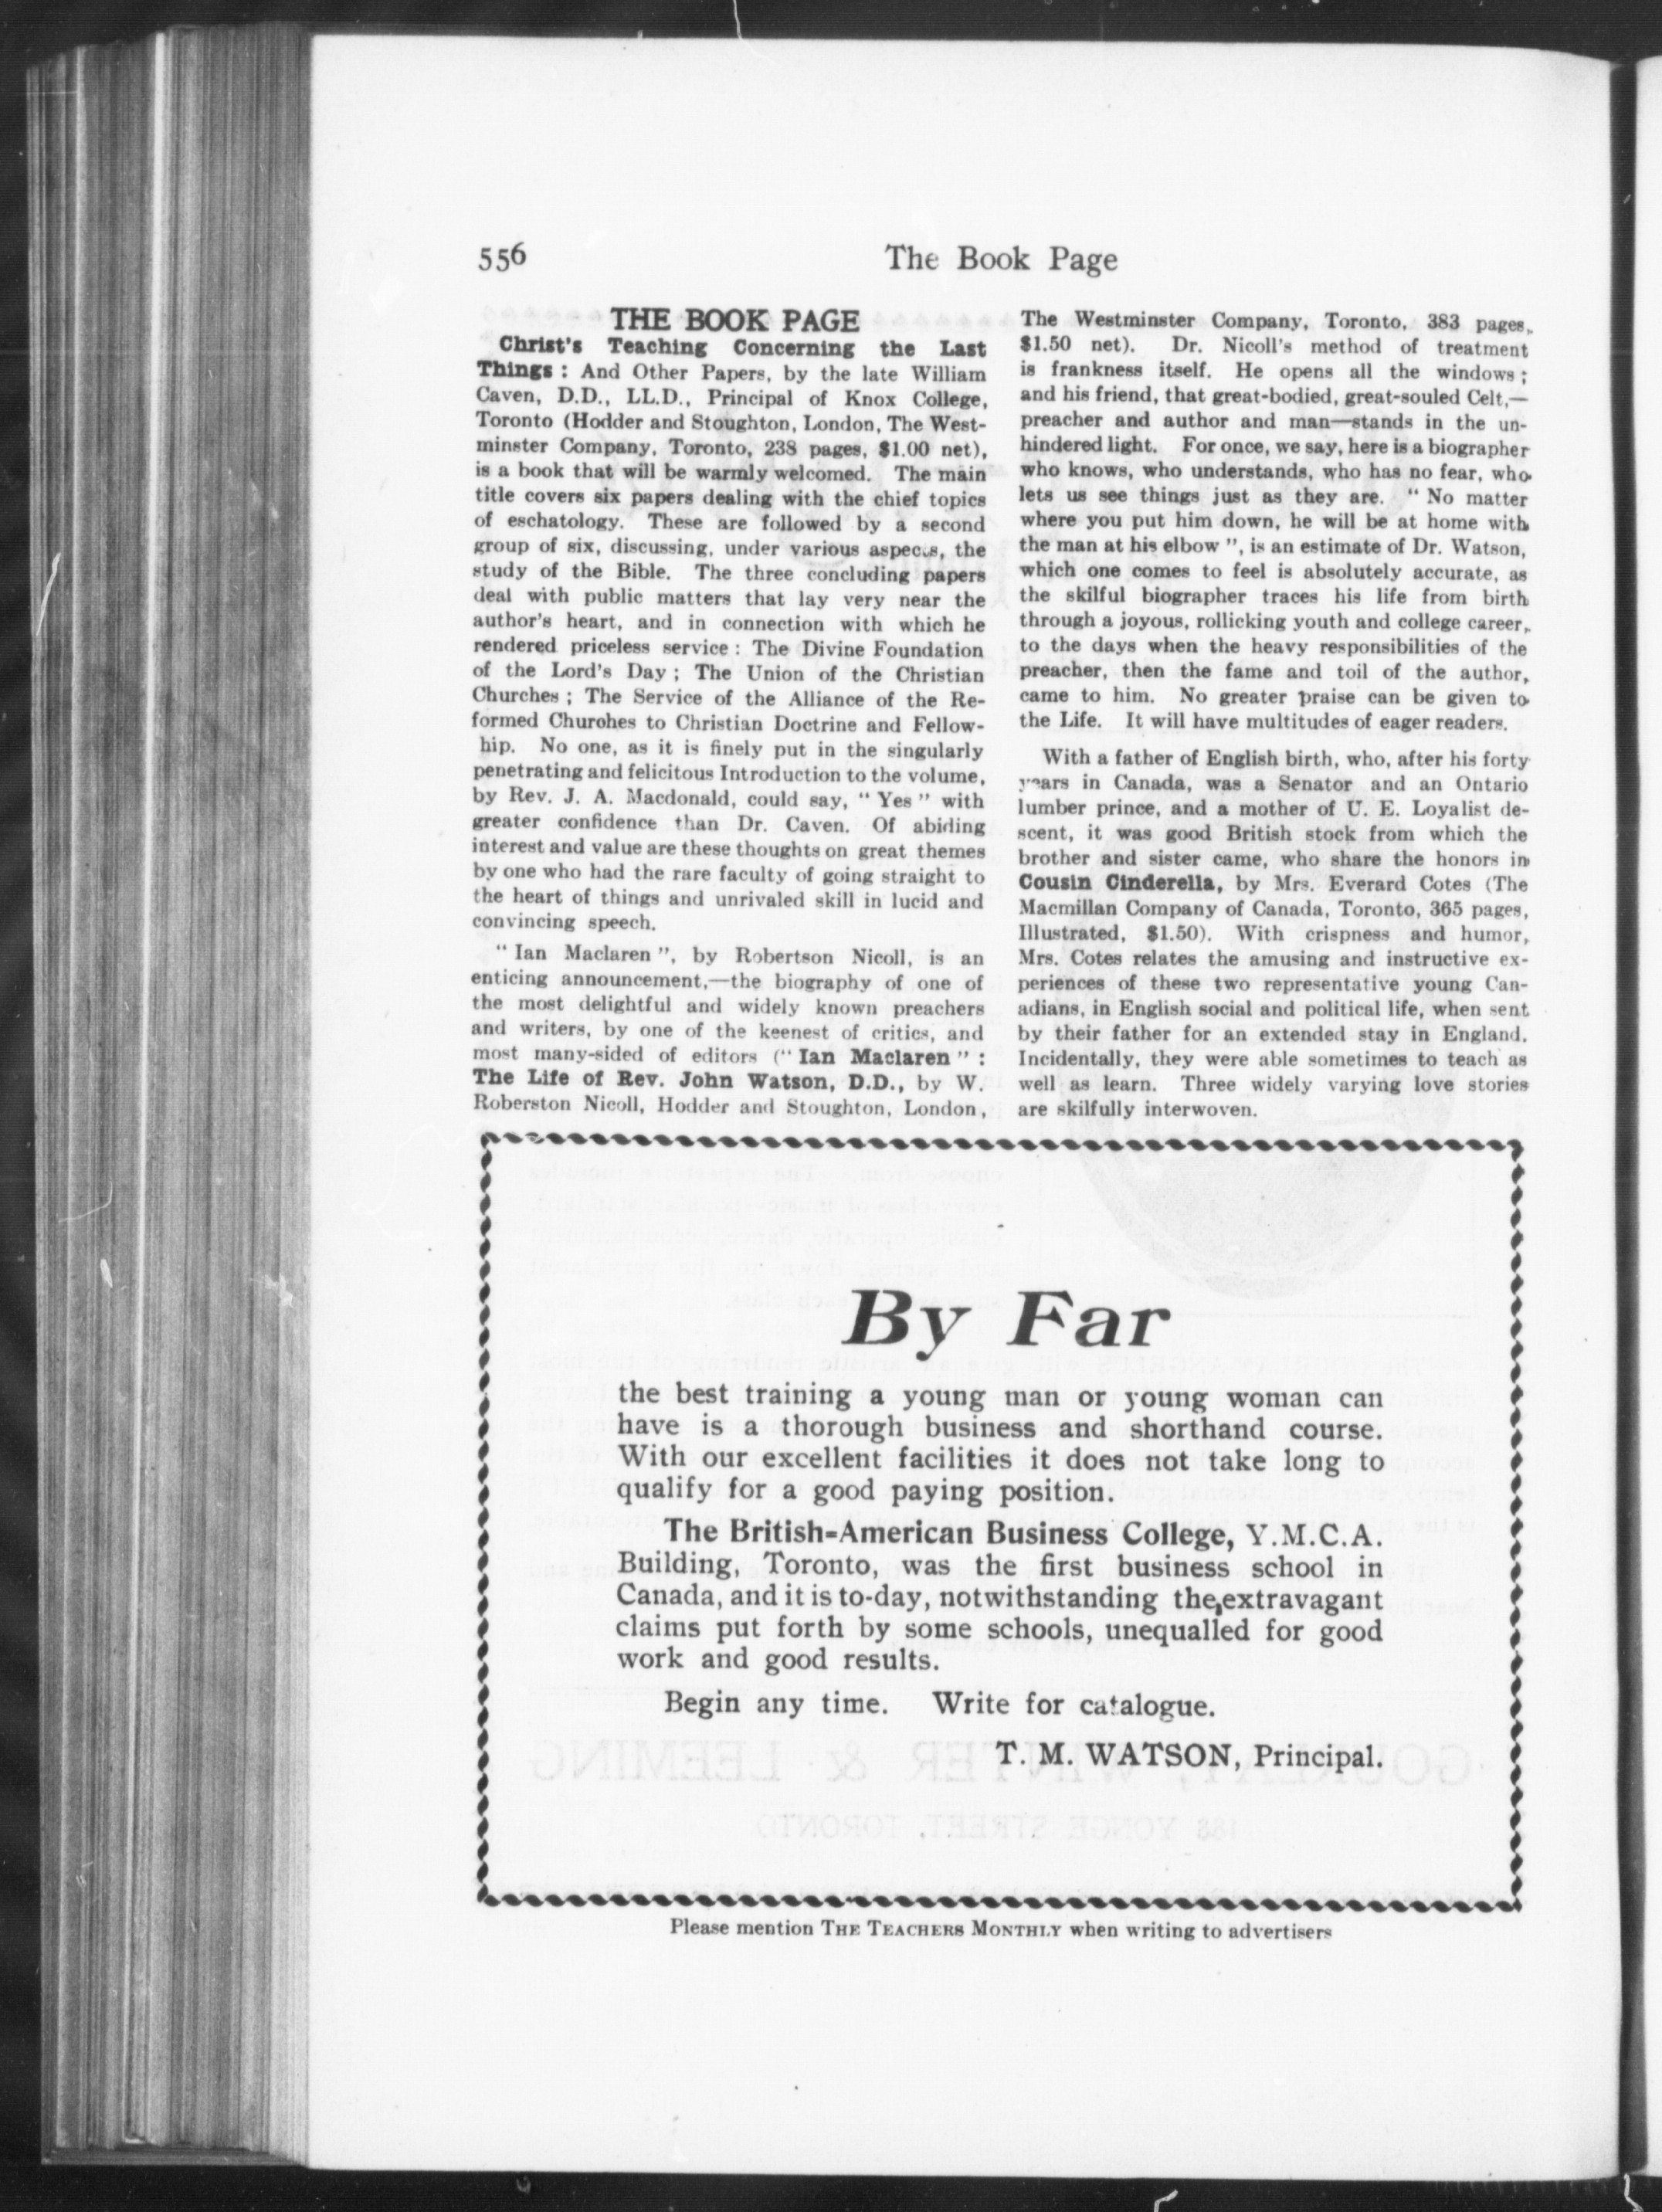 556
The Book Page
THE BOOK PAGE
Christ's Teaching Concerning the Last
Things : And Other Papers, by the late William
Caven, D.D., LL.D., Principal of Knox College,
Toronto (Hodder and Stoughton, London, The West-
minster Company, Toronto, 238 pages, $1.00 net),
is a book that will be warmly welcomed. The main
title covers six papers dealing with the chief topics
of eschatology. These are followed by a second
group of six, discussing, under various aspects, the
study of the Bible. The three concluding papers
deal with public matters that lay very near the
author's heart, and in connection with which he
rendered priceless service : The Divine Foundation
of the Lord's Day ; The Union of the Christian
Churches ; The Service of the Alliance of the Re-
formed Churohes to Christian Doctrine and Fellow-
hip. No one, as it is finely put in the singularly
penetrating and felicitous Introduction to the volume,
by Rev. J. A. Macdonald, could say, " Yes " with
greater confidence than Dr. Caven. Of abiding
interest and value are these thoughts on great themes
by one who had the rare faculty of going straight to
the heart of things and unrivaled skill in lucid and
convincing speech.
" Ian Maclaren ", by Robertson Nicoll, is an
enticing announcement,—the biography of one of
the most delightful and widely known preachers
and writers, by one of the keenest of critics, and
most many-sided of editors (" Ian Maclaren " :
The Life of Rev. John Watson, D.D., by W.
Roberston Nicoll, Hodder and Stoughton, London,
The Westminster Company, Toronto, 383 pages,
$1.50 net). Dr. Nicoll's method of treatment
is frankness itself. He opens all the windows ;
and his friend, that great-bodied, great-souled Celt,—
preacher and author and man—stands in the un-
hindered light. For once, we say, here is a biographer
who knows, who understands, who has no fear, who
lets us see things just as they are. " No matter
where you put him down, he will be at home with
the man at his elbow ", is an estimate of Dr. Watson,
which one comes to feel is absolutely accurate, as
the skilful biographer traces his life from birth
through a joyous, rollicking youth and college career,
to the days when the heavy responsibilities of the
preacher, then the fame and toil of the author,
came to him. No greater praise can be given to
the Life. It will have multitudes of eager readers.
With a father of English birth, who, after his forty
years in Canada, was a Senator and an Ontario
lumber prince, and a mother of U. E. Loyalist de-
scent, it was good British stock from which the
brother and sister came, who share the honors in
Cousin Cinderella, by Mrs. Everard Cotes (The
Macmillan Company of Canada, Toronto, 365 pages,
Illustrated, $1.50). With crispness and humor,
Mrs. Cotes relates the amusing and instructive ex-
periences of these two representative young Can-
adians, in English social and political life, when sent
by their father for an extended stay in England.
Incidentally, they were able sometimes to teach as
well as learn. Three widely varying love stories
are skilfully interwoven.
By Far
the best training a young man or young woman can
have is a thorough business and shorthand course.
With our excellent facilities it does not take long to
qualify for a good paying position.
The British-American Business College, Y.M.C.A.
Building, Toronto, was the first business school in
Canada, and it is to-day, notwithstanding the extravagant
claims put forth by some schools, unequalled for good
work and good results.
Begin any time. Write for catalogue.
T. M. WATSON, Principal.
Please mention THE TEACHERS MONTHLY when writing to advertisers